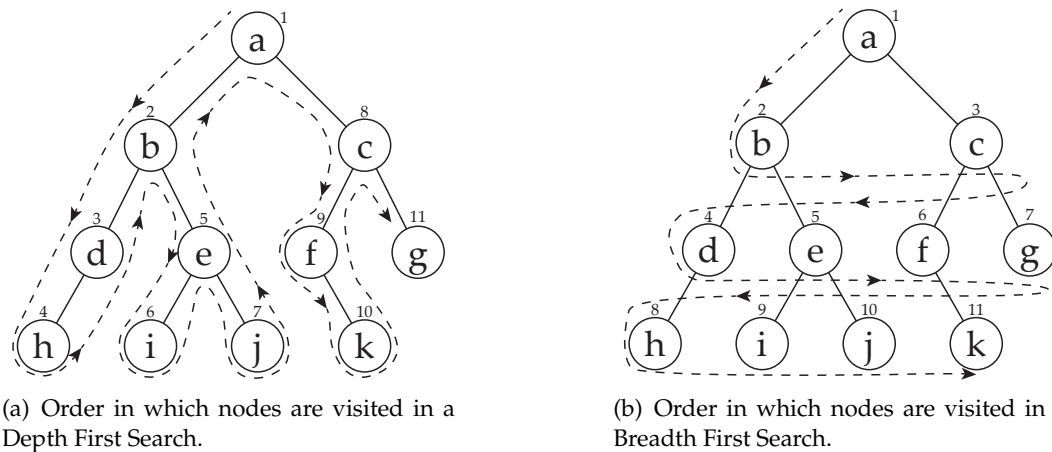 1
a
2
b
8
c
3
d
5
e
9
f
11
g
4
h
6
i
7
j
10
k
(a) Order in which nodes are visited in a
Depth First Search.
1
a
2
b
3
c
4
d
5
e
6
f
7
g
8
h
9
i
10
j
11
k
(b) Order in which nodes are visited in
Breadth First Search.